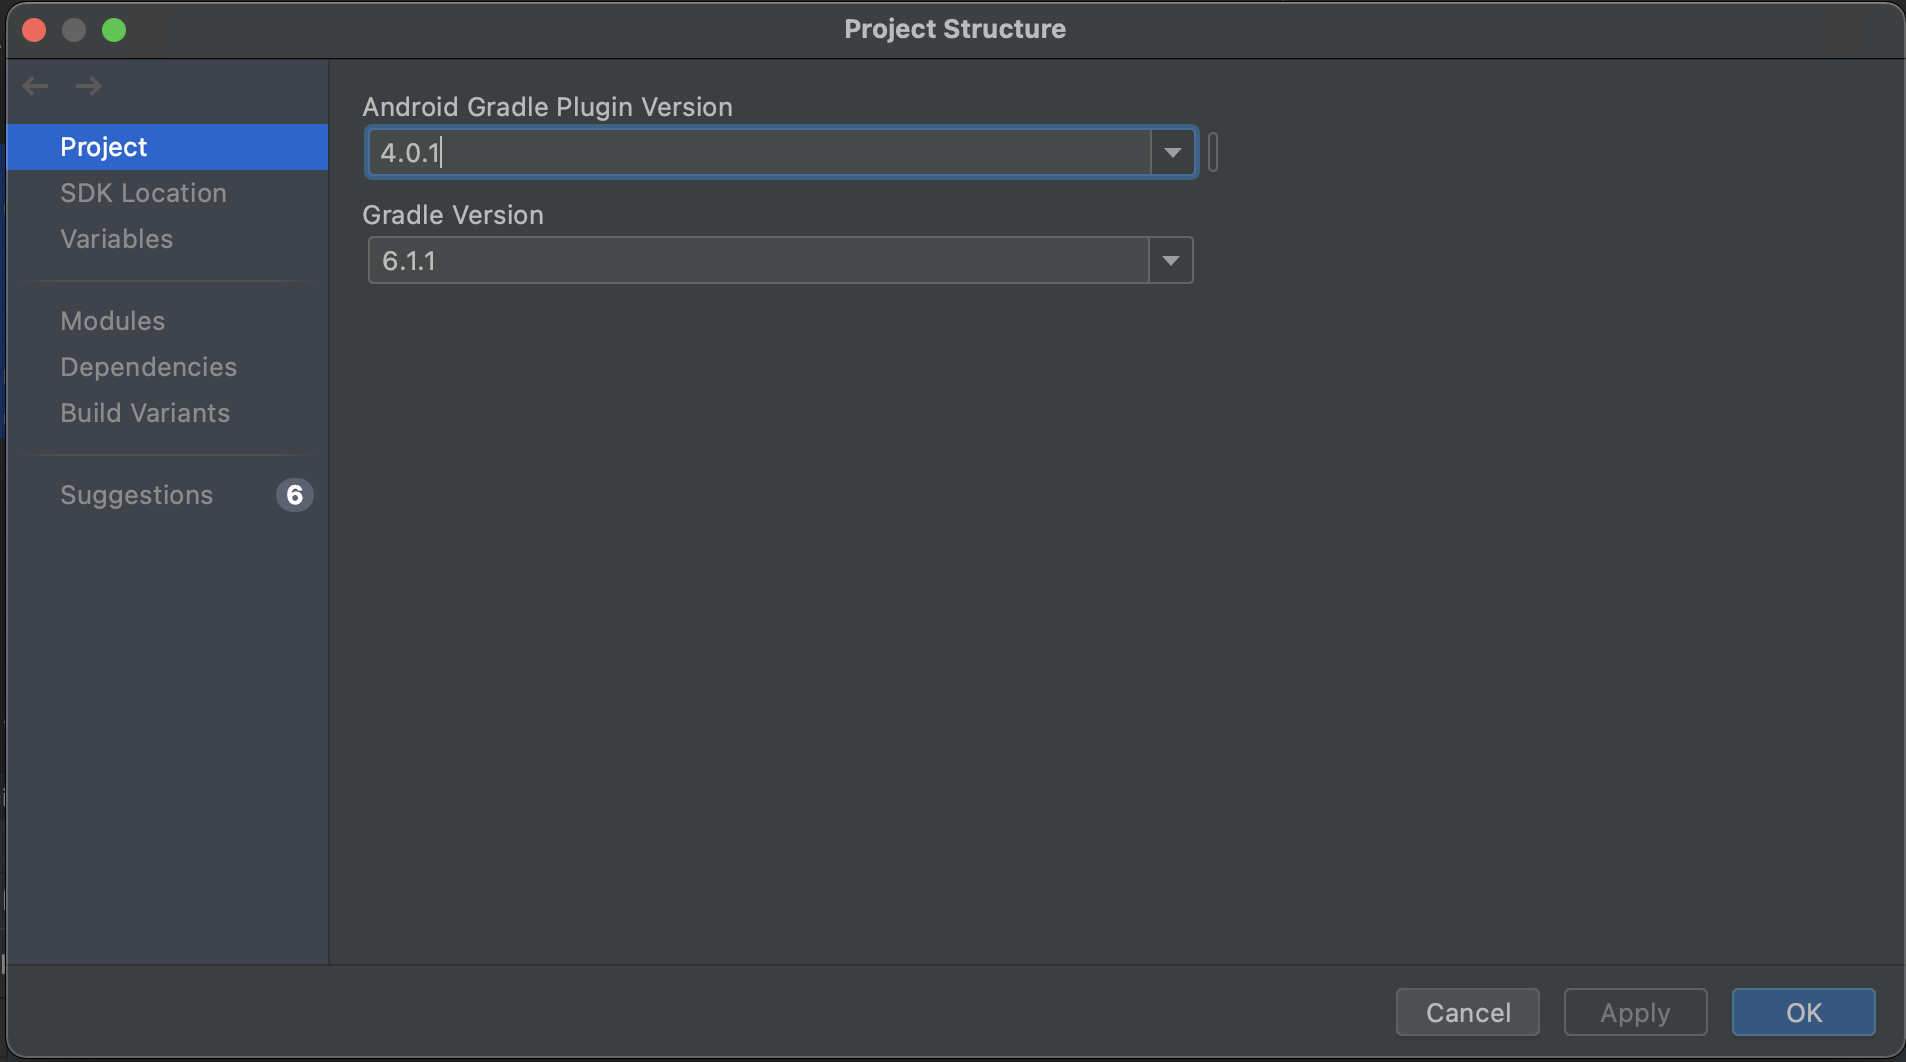 Project Structure
Project
SDK Location
Variables
Modules
Dependencies
Build Variants
Suggestions 6
Android Gradle Plugin Version
4.0.1
Gradle Version
6.1.1
Cancel
Apply
OK